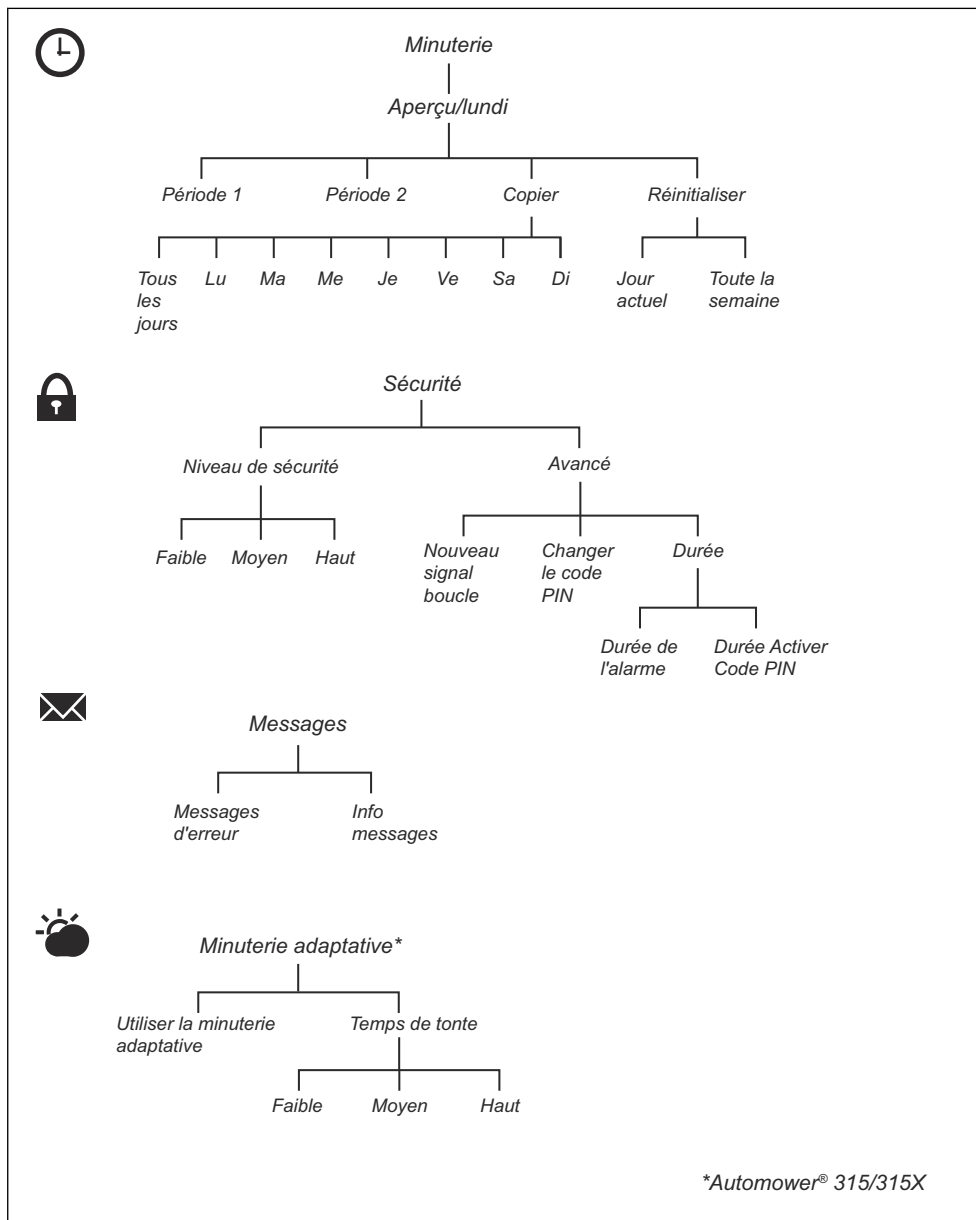 Minuterie
Aperçu/lundi
Période 1
Période 2
Copier
Réinitialiser
Tous
les
jours
Lu
Ma
Me
Je
Ve
Sa
Di
Jour
actuel
Toute la
semaine
Sécurité
Niveau de sécurité
Avancé
Faible
Moyen
Haut
Nouveau
signal
boucle
Changer
le code
PIN
Durée
Durée de
l'alarme
Durée Activer
Code PIN
Messages
Messages
d'erreur
Info
messages
Minuterie adaptative*
Utiliser la minuterie
adaptative
Temps de tonte
Faible
Moyen
Haut
*Automower® 315/315X